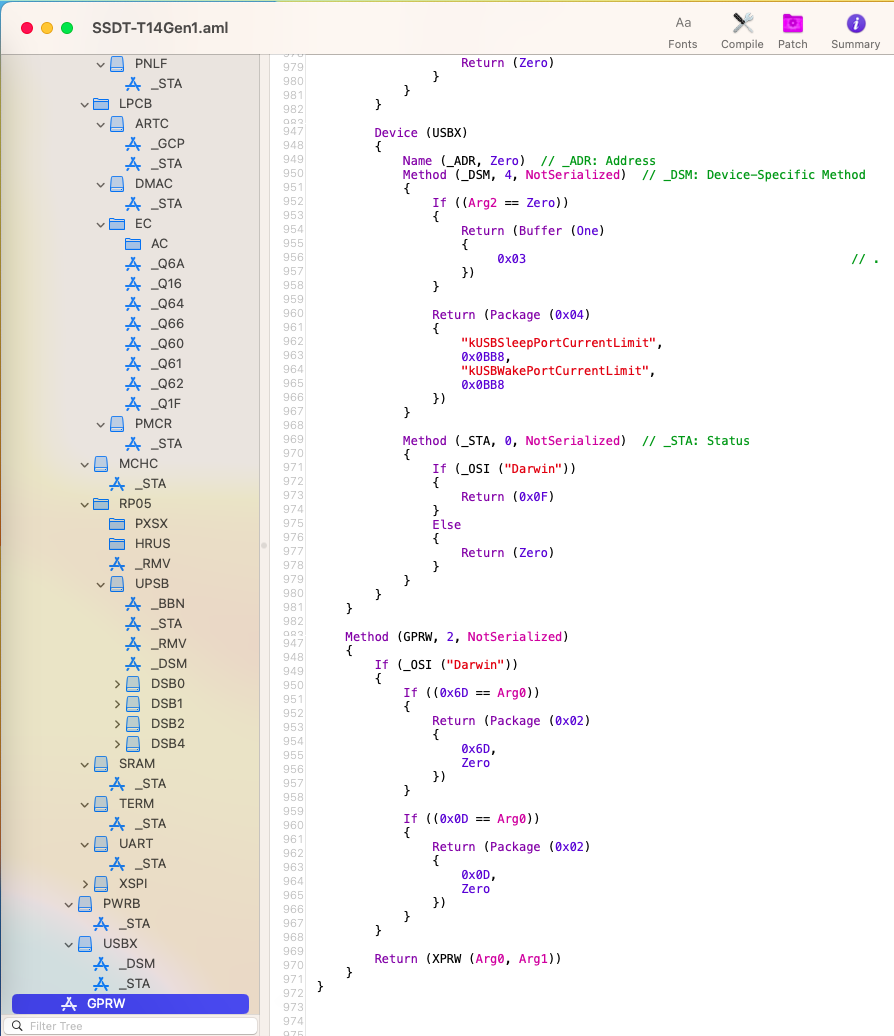 SSDT-T14Gen1.aml
Aa
Fonts
Compile
Patch
Summary
PNLF
_STA
LPCB
ARTC
_GCP
_STA
DMAC
_STA
EC
AC
_Q6A
_Q16
_Q64
_Q66
_Q60
_Q61
_Q62
_Q1F
PMCR
_STA
MCHC
_STA
RP05
PXSX
HRUS
_RMV
UPSB
_BBN
_STA
_RMV
_DSM
DSB0
DSB1
DSB2
DSB4
SRAM
_STA
TERM
_STA
UART
_STA
XSPI
PWRB
_STA
USBX
_DSM
_STA
GPRW
Filter Tree
979
980
981
982
947
948
949
950
951
952
953
954
955
956
957
958
959
960
961
962
963
964
965
966
967
968
969
970
971
972
973
974
975
976
977
978
979
980
981
982
947
948
949
950
951
952
953
954
955
956
957
958
959
960
961
962
963
964
965
966
967
968
969
970
971
972
973
974
Return (Zero)
}
}
}
Device (USBX)
{
Name (_ADR, Zero)  // _ADR: Address
Method (_DSM, 4, NotSerialized)  // _DSM: Device-Specific Method
{
If ((Arg2 == Zero))
{
Return (Buffer (One)
{
0x03 // .
})
}
Return (Package (0x04)
{
"kUSBSleepPortCurrentLimit",
0x0BB8,
"kUSBWakePortCurrentLimit",
0x0BB8
})
}
Method (_STA, 0, NotSerialized)  // _STA: Status
{
If (_OSI ("Darwin"))
{
Return (0x0F)
}
Else
{
Return (Zero)
}
}
}
}
Method (GPRW, 2, NotSerialized)
{
If (_OSI ("Darwin"))
{
If ((0x6D == Arg0))
{
Return (Package (0x02)
{
0x6D,
Zero
})
}
If ((0x0D == Arg0))
{
Return (Package (0x02)
{
0x0D,
Zero
})
}
}
Return (XPRW (Arg0, Arg1))
}
}